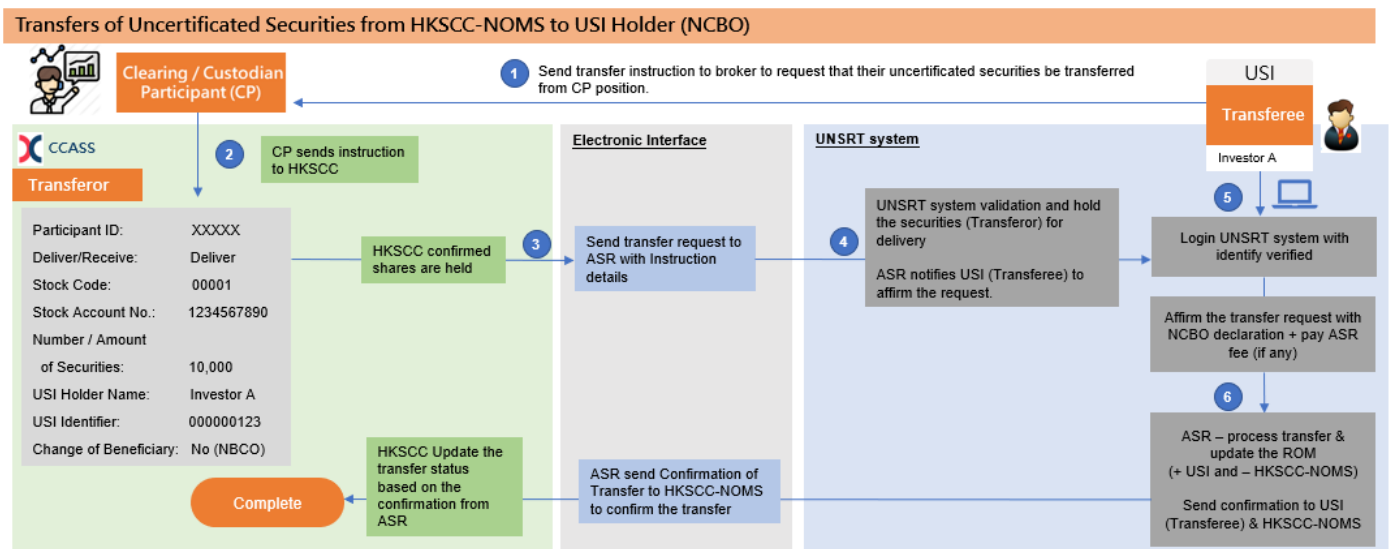 Transfers of Uncertificated Securities from HKSCC-NOMS to USI Holder (NCBO)
Clearing / Custodian
Participant (CP)
1
Send transfer instruction to broker to request that their uncertificated securities be transferred
from CP position.
USI
Transferee
Investor A
CCASS
Transferor
2
CP sends instruction
to HKSCC
Electronic Interface
UNSRT system
Participant ID: XXXXX
Deliver/Receive: Deliver
Stock Code: 00001
Stock Account No.: 1234567890
Number / Amount
of Securities: 10,000
USI Holder Name: Investor A
USI Identifier: 000000123
Change of Beneficiary: No (NBCO)
HKSCC confirmed
shares are held
3
Send transfer request to
ASR with Instruction
details
4
UNSRT system validation and hold
the securities (Transferor) for
delivery
ASR notifies USI (Transferee) to
affirm the request.
5
Login UNSRT system with
identify verified
Affirm the transfer request with
NCBO declaration + pay ASR
fee (if any)
6
ASR – process transfer &
update the ROM
(+ USI and – HKSCC-NOMS)
Send confirmation to USI
(Transferee) & HKSCC-NOMS
ASR send Confirmation of
Transfer to HKSCC-NOMS
to confirm the transfer
HKSCC Update the
transfer status
based on the
confirmation from
ASR
Complete